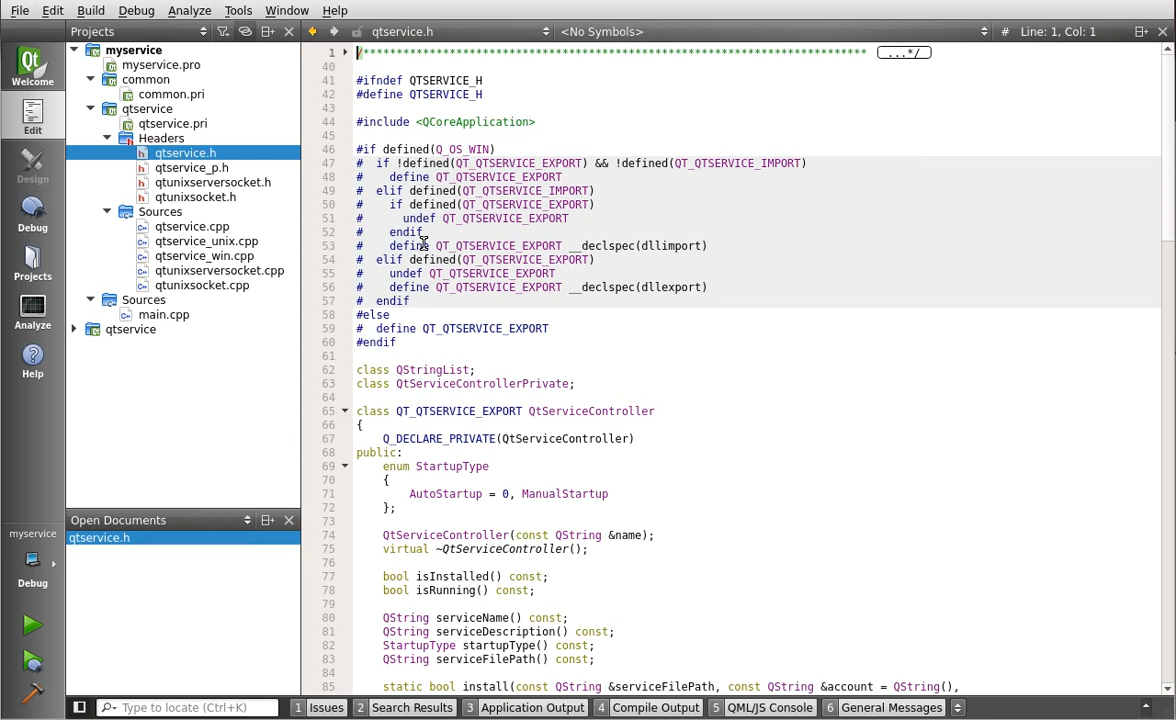 File Edit Build Debug Analyze Tools Window Help
Projects
qtservice.h
<No Symbols>
# Line: 1, Col: 1
Qt
Welcome
Edit
Design
Debug
Projects
Analyze
Help
myservice
Debug
myservice
myservice.pro
common
common.pri
qtservice
qtservice.pri
Headers
qtservice.h
qtservice_p.h
qtunixserversocket.h
qtunixsocket.h
Sources
qtservice.cpp
qtservice_unix.cpp
qtservice_win.cpp
qtunixserversocket.cpp
qtunixsocket.cpp
Sources
main.cpp
qtservice
Open Documents
qtservice.h
1 /**************************************************************************** ...*/
40
41 #ifndef QTSERVICE_H
42 #define QTSERVICE_H
43
44 #include <QCoreApplication>
45
46 #if defined(Q_OS_WIN)
47 #  if !defined(QT_QTSERVICE_EXPORT) && !defined(QT_QTSERVICE_IMPORT)
48 #    define QT_QTSERVICE_EXPORT
49 #  elif defined(QT_QTSERVICE_IMPORT)
50 #    if defined(QT_QTSERVICE_EXPORT)
51 #      undef QT_QTSERVICE_EXPORT
52 #    endif
53 #    define QT_QTSERVICE_EXPORT __declspec(dllimport)
54 #  elif defined(QT_QTSERVICE_EXPORT)
55 #    undef QT_QTSERVICE_EXPORT
56 #    define QT_QTSERVICE_EXPORT __declspec(dllexport)
57 #  endif
58 #else
59 #  define QT_QTSERVICE_EXPORT
60 #endif
61
62 class QStringList;
63 class QtServiceControllerPrivate;
64
65 class QT_QTSERVICE_EXPORT QtServiceController
66 {
67     Q_DECLARE_PRIVATE(QtServiceController)
68 public:
69     enum StartupType
70     {
71         AutoStartup = 0, ManualStartup
72     };
73
74     QtServiceController(const QString &name);
75     virtual ~QtServiceController();
76
77     bool isInstalled() const;
78     bool isRunning() const;
79
80     QString serviceName() const;
81     QString serviceDescription() const;
82     StartupType startupType() const;
83     QString serviceFilePath() const;
84
85     static bool install(const QString &serviceFilePath, const QString &account = QString(),
Type to locate (Ctrl+K)
1 Issues 2 Search Results 3 Application Output 4 Compile Output 5 QML/JS Console 6 General Messages